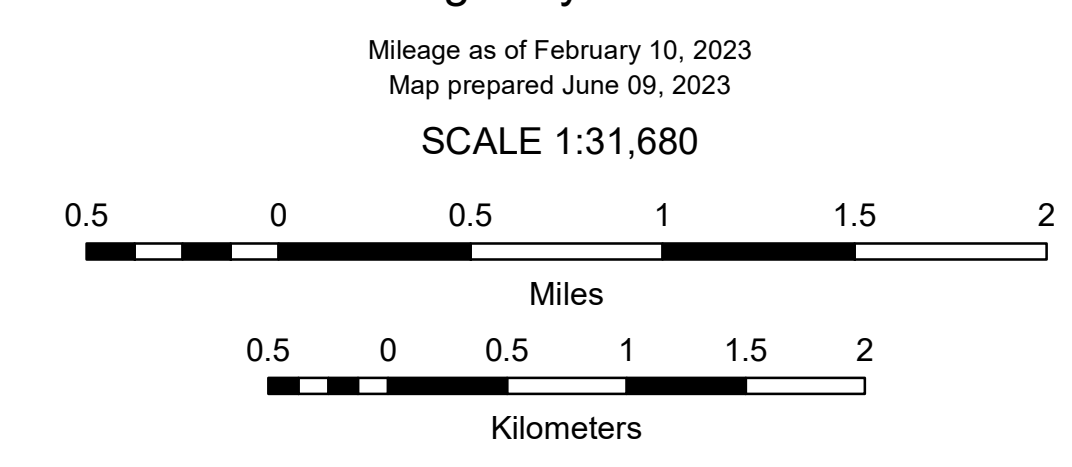 Mileage as of February 10, 2023
Map prepared June 09, 2023
SCALE 1:31,680
0.5 0 0.5 1 1.5 2
Miles
0.5 0 0.5 1 1.5 2
Kilometers